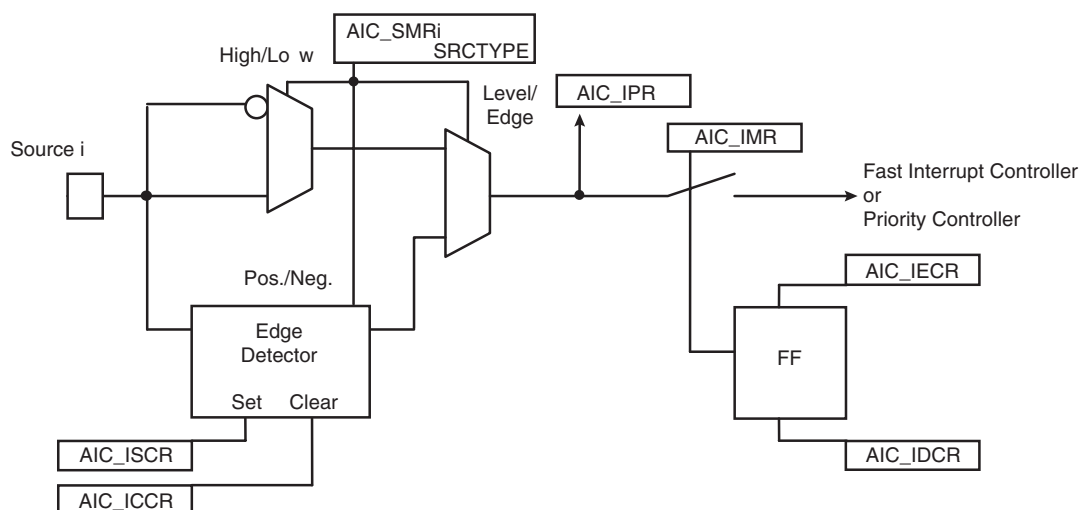 AIC_SMRi
SRCTYPE
High/Lo w
Level/
Edge
AIC_IPR
AIC_IMR
Source i
Fast Interrupt Controller
or
Priority Controller
Pos./Neg.
AIC_IECR
Edge
Detector
FF
Set Clear
AIC_ISCR
AIC_IDCR
AIC_ICCR